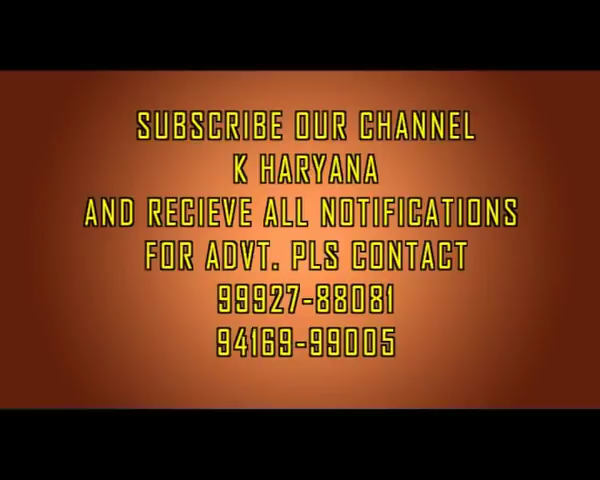 SUBSCRIBE OUR CHANNEL
K HARYANA
AND RECIEVE ALL NOTIFICATIONS
FOR ADVT. PLS CONTACT
99927-88081
94169-99005